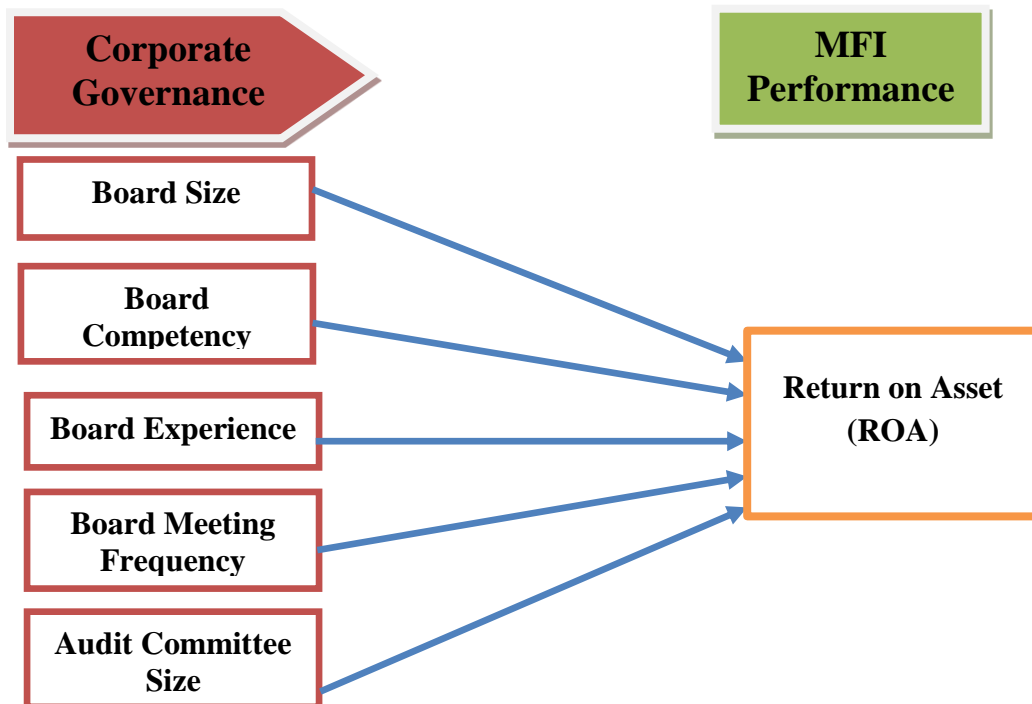 Corporate
Governance
MFI
Performance
Board Size
Board
Competency
Board Experience
Board Meeting
Frequency
Audit Committee
Size
Return on Asset
(ROA)